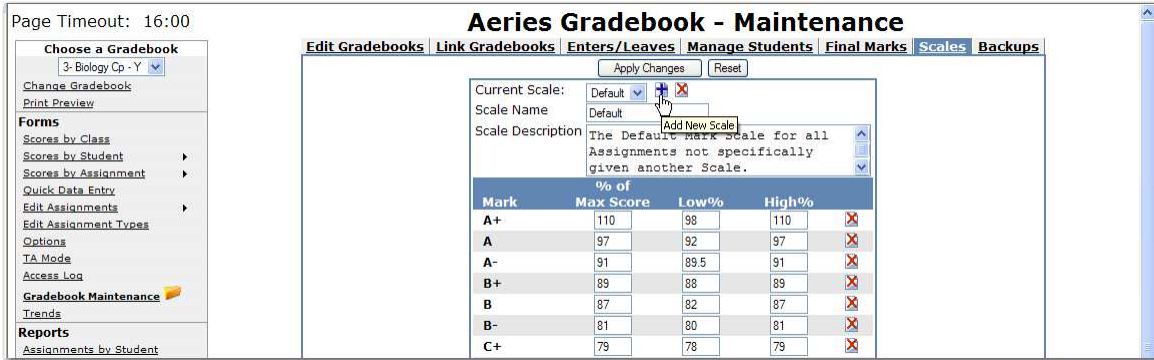 Page Timeout: 16:00
Aeries Gradebook - Maintenance
Choose a Gradebook
3- Biology Cp - Y
Change Gradebook
Print Preview
Forms
Scores by Class
Scores by Student
Scores by Assignment
Quick Data Entry
Edit Assignments
Edit Assignment Types
Options
TA Mode
Access Log
Gradebook Maintenance
Trends
Reports
Assignments by Student
Edit Gradebooks Link Gradebooks Enters/Leaves Manage Students Final Marks Scales Backups
Apply Changes Reset
Current Scale: Default
Add New Scale
Scale Name Default
Scale Description The Default Mark Scale for all
Assignments not specifically
given another Scale.
Mark % of Max Score Low% High%
A+ 110 98 110
A 97 92 97
A- 91 89.5 91
B+ 89 88 89
B 87 82 87
B- 81 80 81
C+ 79 78 79